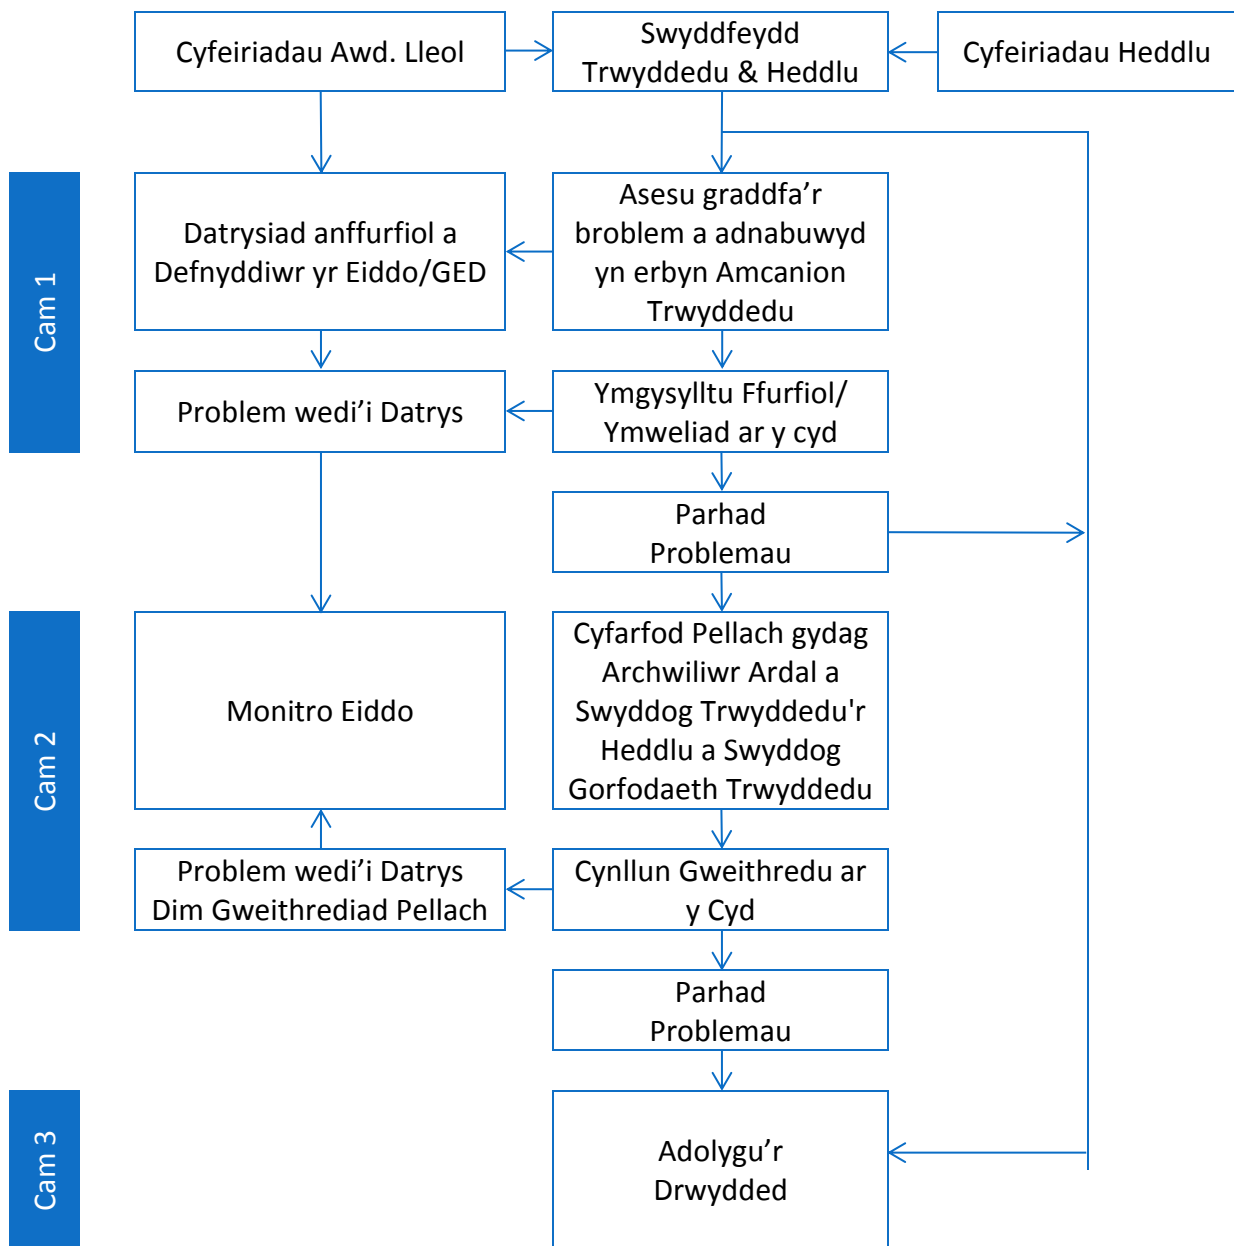 Cyfeiriadau Awd. Lleol
Swyddfeydd
Trwyddedu & Heddlu
Cyfeiriadau Heddlu
Cam 1
Datrysiad anffurfiol a
Defnyddiwr yr Eiddo/GED
Asesu graddfa’r
broblem a adnabuwyd
yn erbyn Amcanion
Trwyddedu
Problem wedi’i Datrys
Ymgysylltu Ffurfiol/
Ymweliad ar y cyd
Parhad
Problemau
Cam 2
Monitro Eiddo
Cyfarfod Pellach gydag
Archwiliwr Ardal a
Swyddog Trwyddedu'r
Heddlu a Swyddog
Gorfodaeth Trwyddedu
Problem wedi’i Datrys
Dim Gweithrediad Pellach
Cynllun Gweithredu ar
y Cyd
Parhad
Problemau
Cam 3
Adolygu’r
Drwydded